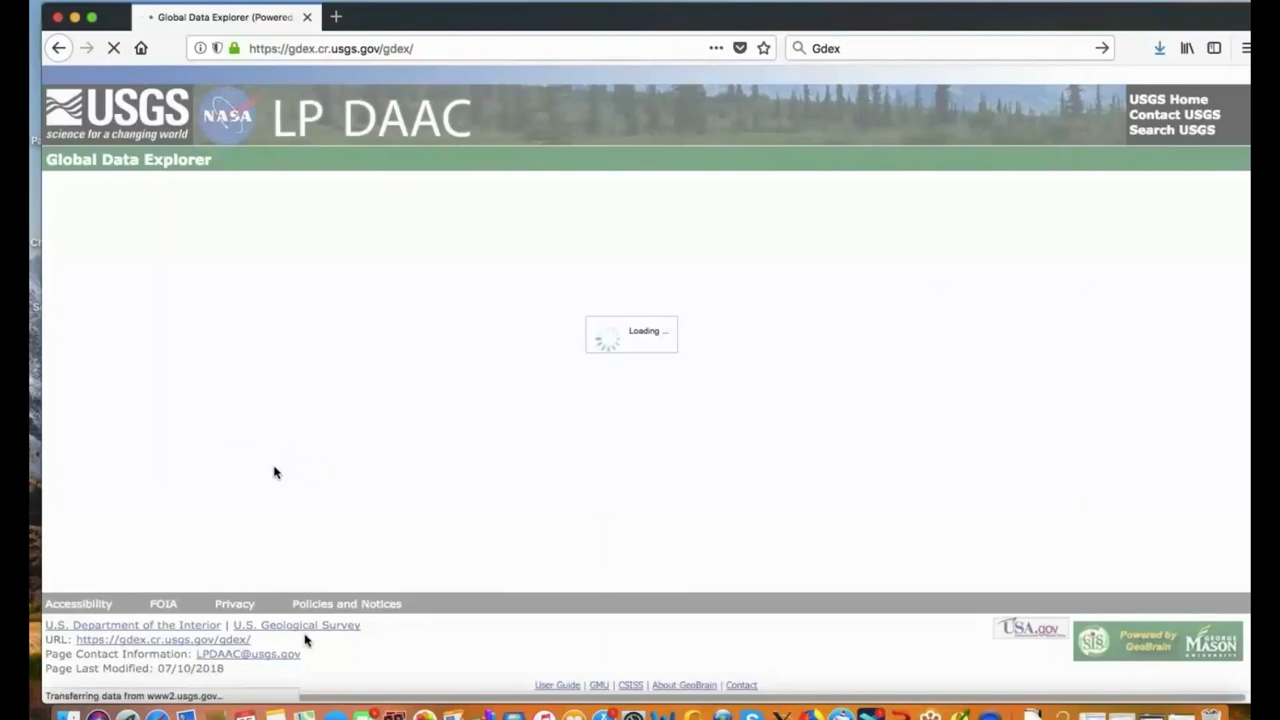 Global Data Explorer (Powered
https://gdex.cr.usgs.gov/gdex/
Gdex
USGS
science for a changing world
NASA
LP DAAC
USGS Home
Contact USGS
Search USGS
Global Data Explorer
Loading ...
Accessibility FOIA Privacy Policies and Notices
U.S. Department of the Interior | U.S. Geological Survey
URL: https://gdex.cr.usgs.gov/gdex/
Page Contact Information: LPDAAC@usgs.gov
Page Last Modified: 07/10/2018
USA.gov
Powered by
GeoBrain
GEORGE
MASON
UNIVERSITY
User Guide | GMU | CSISS | About GeoBrain | Contact
Transferring data from www2.usgs.gov...